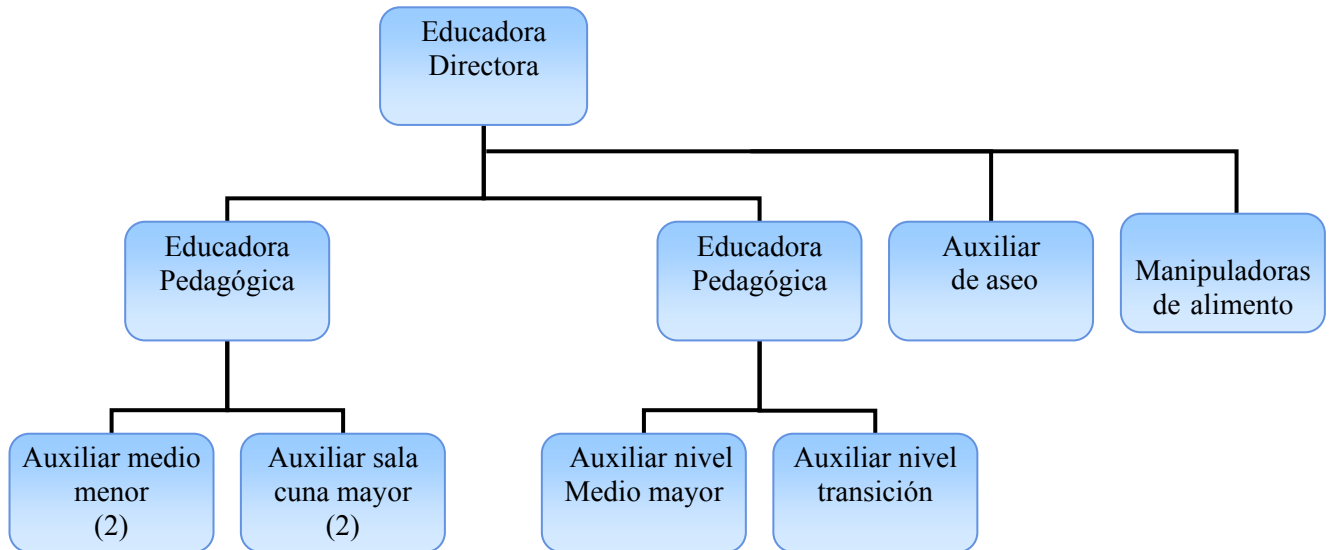 Educadora
Directora
Educadora
Pedagógica
Educadora
Pedagógica
Auxiliar
de aseo
Manipuladoras
de alimento
Auxiliar medio
menor
(2)
Auxiliar sala
cuna mayor
(2)
Auxiliar nivel
Medio mayor
Auxiliar nivel
transición